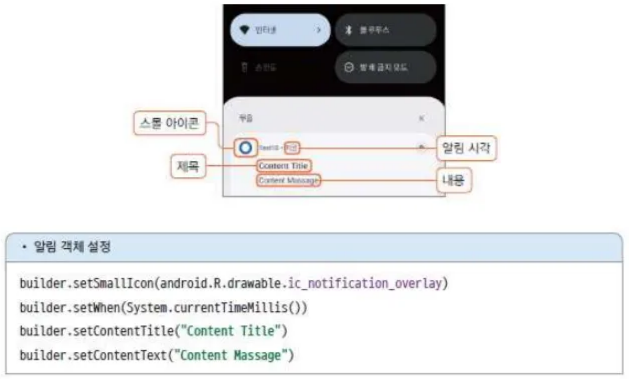 인터넷
블루투스
손전등
방해 금지 모드
무음
스몰 아이콘
알림 시각
제목
Content Title
Content Massage
내용
• 알림 객체 설정
builder.setSmallIcon(android.R.drawable.ic_notification_overlay)
builder.setWhen(System.currentTimeMillis())
builder.setContentTitle("Content Title")
builder.setContentText("Content Massage")